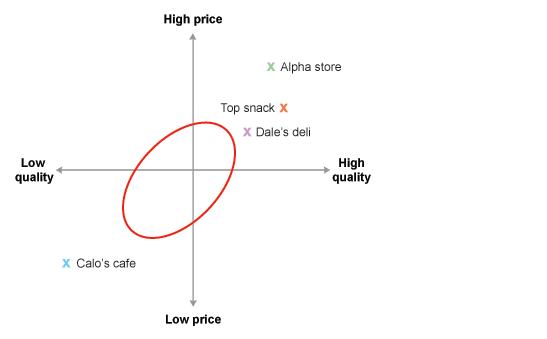 High price
x Alpha store
Top snack x
x Dale's deli
Low
quality
High
quality
x Calo's cafe
Low price